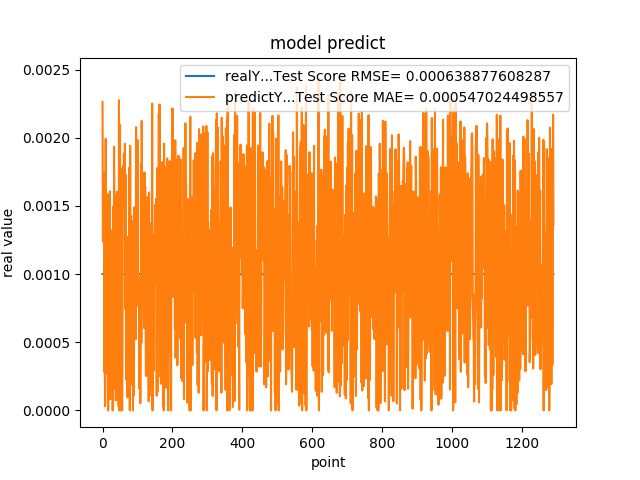 model predict
realY...Test Score RMSE= 0.000638877608287
predictY...Test Score MAE= 0.000547024498557
0.0025
0.0020
0.0015
0.0010
0.0005
0.0000
real value
0 200 400 600 800 1000 1200
point